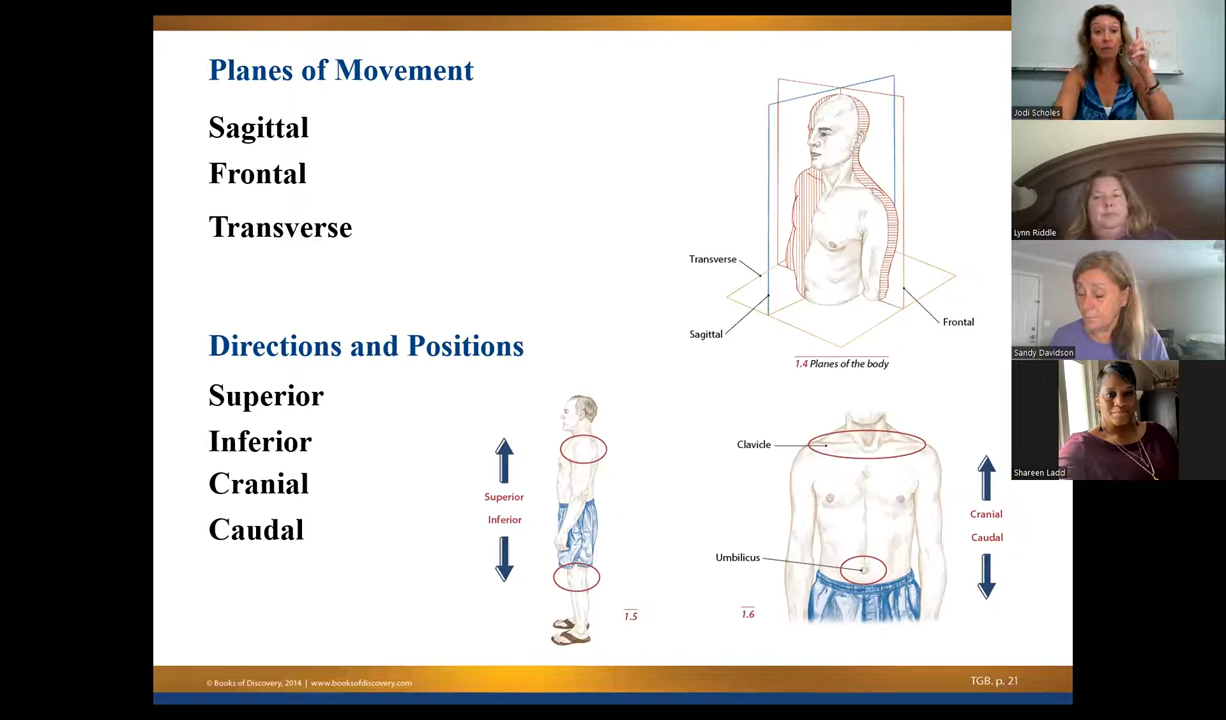 Planes of Movement
Sagittal
Frontal
Transverse
Transverse
Sagittal
Frontal
1.4 Planes of the body
Directions and Positions
Superior
Inferior
Cranial
Caudal
Superior
Inferior
1.5
Clavicle
Umbilicus
1.6
Cranial
Caudal
© Books of Discovery, 2014 | www.booksofdiscovery.com
TGB. p. 21
Jodi Scholes
Lynn Riddle
Sandy Davidson
Shareen Ladd